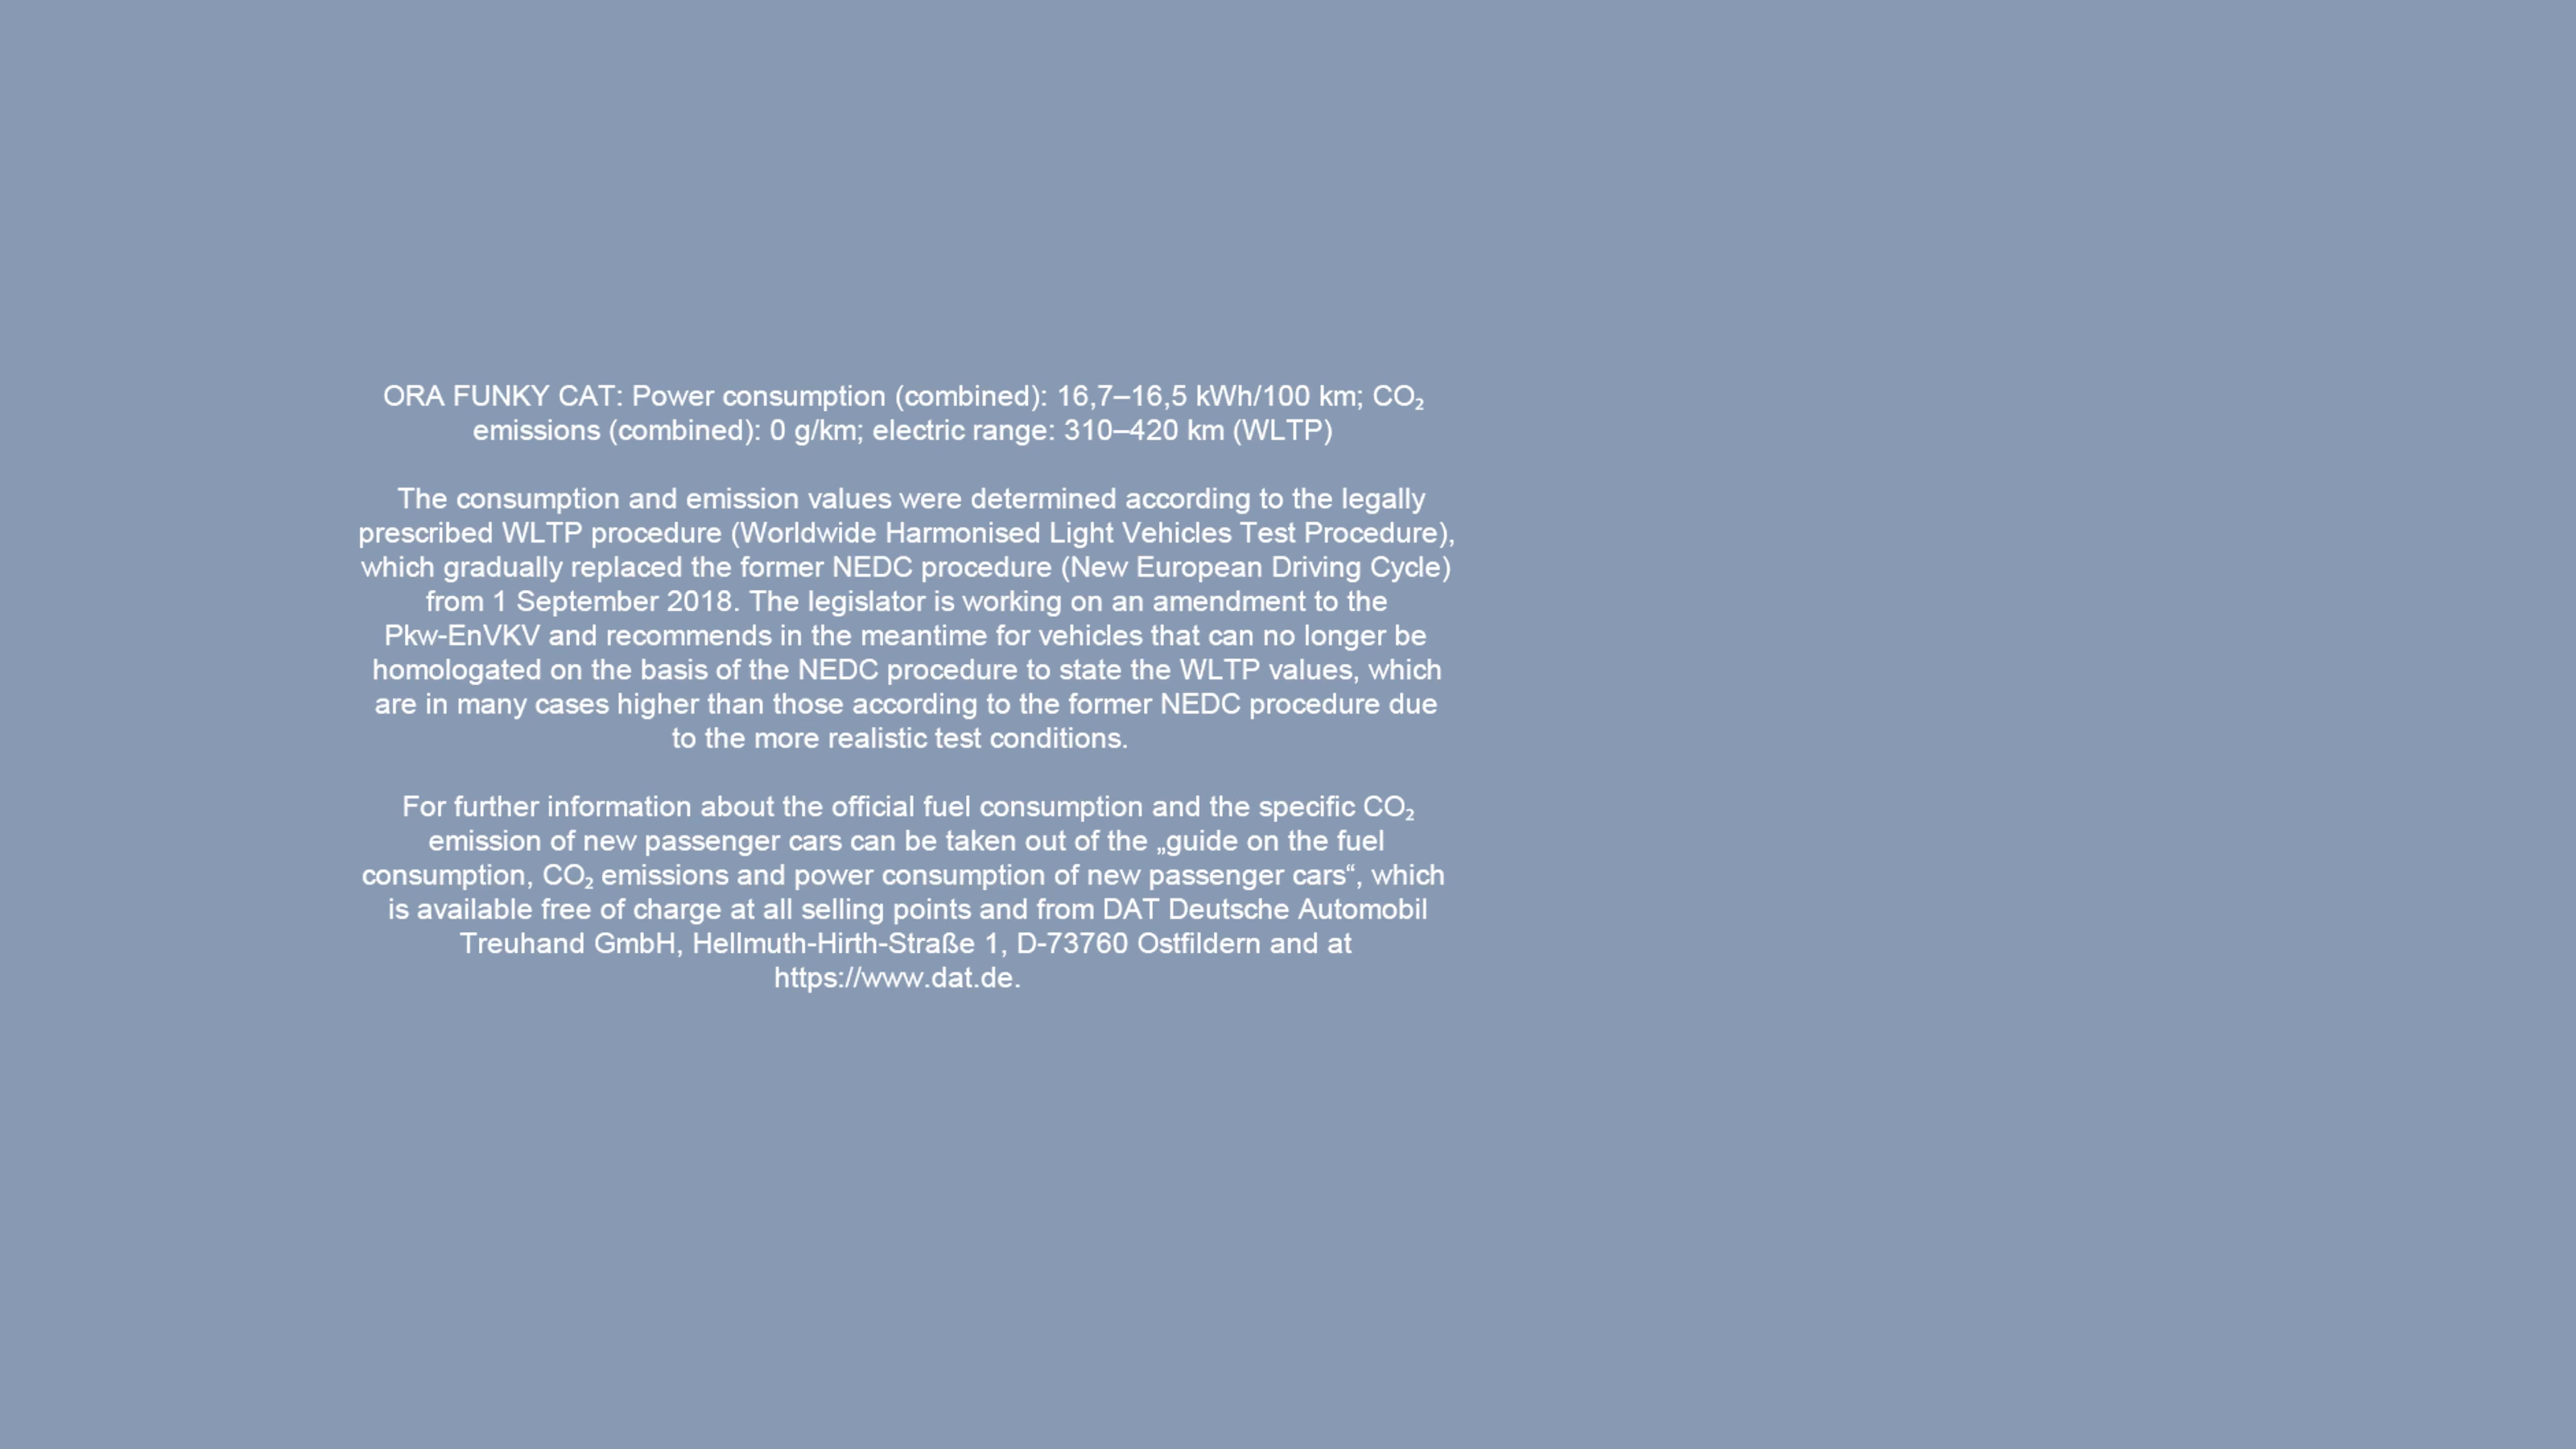 ORA FUNKY CAT: Power consumption (combined): 16,7–16,5 kWh/100 km; CO₂
emissions (combined): 0 g/km; electric range: 310–420 km (WLTP)
The consumption and emission values were determined according to the legally
prescribed WLTP procedure (Worldwide Harmonised Light Vehicles Test Procedure),
which gradually replaced the former NEDC procedure (New European Driving Cycle)
from 1 September 2018. The legislator is working on an amendment to the
Pkw-EnVKV and recommends in the meantime for vehicles that can no longer be
homologated on the basis of the NEDC procedure to state the WLTP values, which
are in many cases higher than those according to the former NEDC procedure due
to the more realistic test conditions.
For further information about the official fuel consumption and the specific CO₂
emission of new passenger cars can be taken out of the „guide on the fuel
consumption, CO₂ emissions and power consumption of new passenger cars“, which
is available free of charge at all selling points and from DAT Deutsche Automobil
Treuhand GmbH, Hellmuth-Hirth-Straße 1, D-73760 Ostfildern and at
https://www.dat.de.